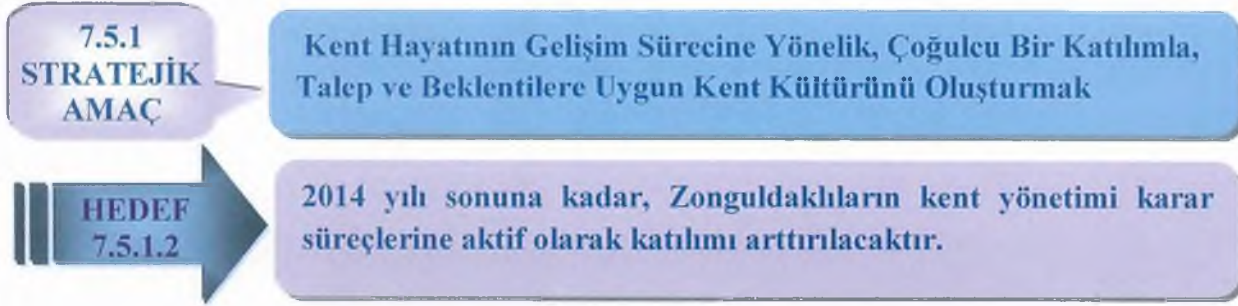 7.5.1
STRATEJİK
AMAÇ
Kent Hayatının Gelişim Sürecine Yönelik, Çoğulcu Bir Katılımla,
Talep ve Beklentilere Uygun Kent Kültürünü Oluşturmak
HEDEF
7.5.1.2
2014 yılı sonuna kadar, Zonguldaklıların kent yönetimi karar
süreçlerine aktif olarak katılımı arttırılacaktır.